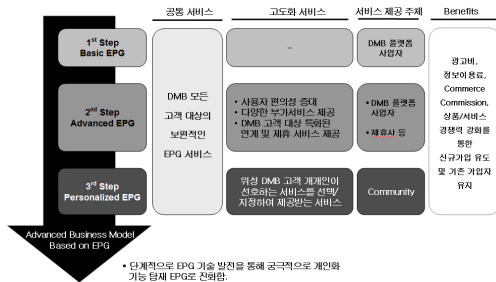 공통 서비스
고도화 서비스
서비스 제공 주체
Benefits
1st Step
Basic EPG
-
DMB 플랫폼
사업자
DMB 모든
고객 대상의
보편적인
EPG 서비스
2nd Step
Advanced EPG
• 사용자 편의성 증대
• 다양한 부가서비스 제공
• DMB 고객 대상 특화된
연계 및 제휴 서비스 제공
• DMB 플랫폼
사업자
• 제휴사 등
3rd Step
Personalized EPG
위성 DMB 고객 개개인이
선호하는 서비스를 선택/
지정하여 제공받는 서비스
Community
광고비,
정보이용료,
Commerce
Commission,
상품/서비스
경쟁력 강화를
통한
신규가입 유도
및 기존 가입자
유지
Advanced Business Model
Based on EPG
• 단계적으로 EPG 기술 발전을 통해 궁극적으로 개인화
기능 탑재 EPG로 진화함.